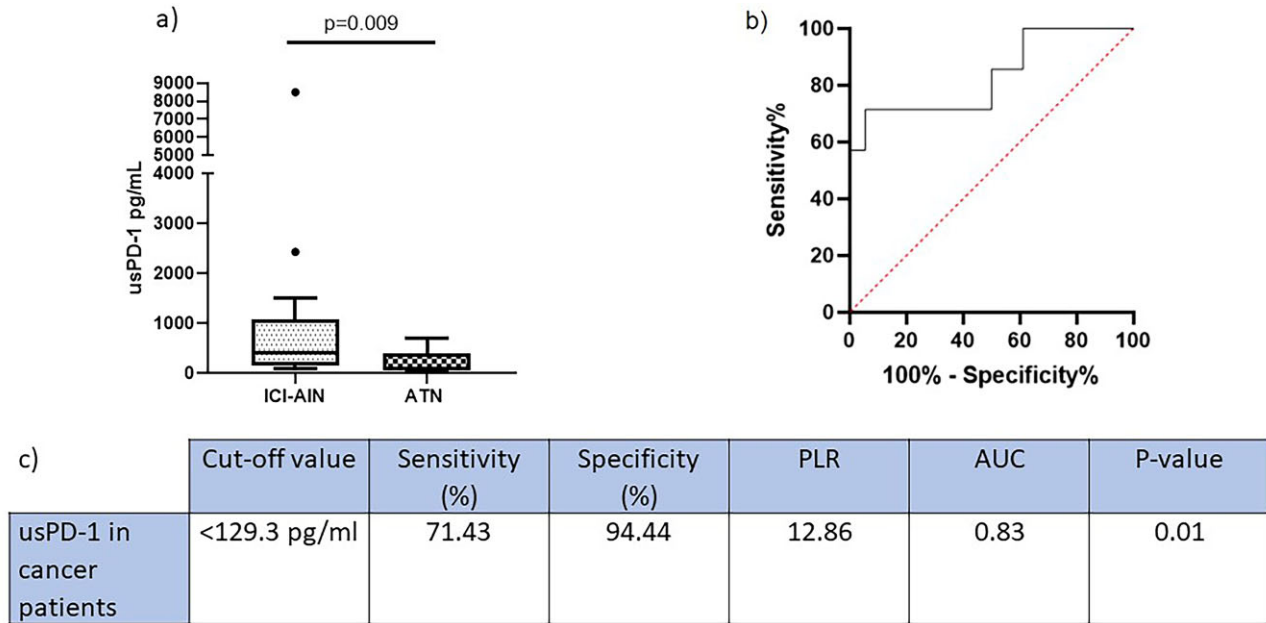 a)
p=0.009
usPD-1 pg/mL
9000
8000
7000
6000
5000
4000
3000
2000
1000
0
ICI-AIN
ATN
b)
Sensitivity%
100
80
60
40
20
0
0
20
40
60
80
100
100% - Specificity%
c)
Cut-off value
Sensitivity
(%)
Specificity
(%)
PLR
AUC
P-value
usPD-1 in
cancer
patients
<129.3 pg/ml
71.43
94.44
12.86
0.83
0.01